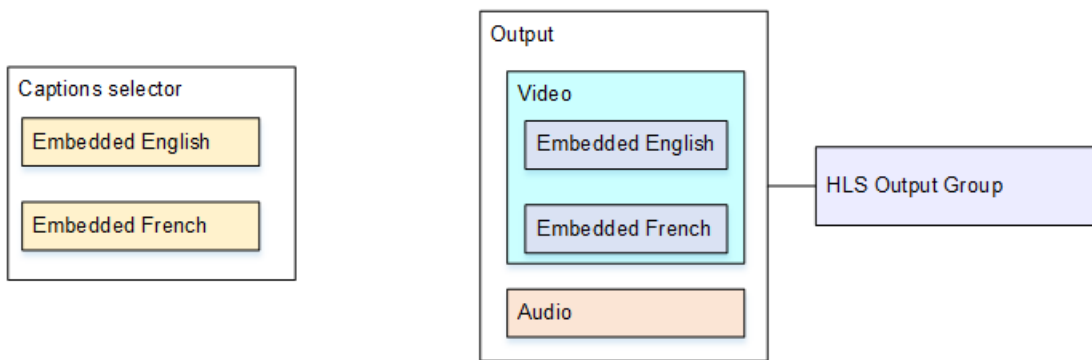 Captions selector
Embedded English
Embedded French
Output
Video
Embedded English
Embedded French
Audio
HLS Output Group